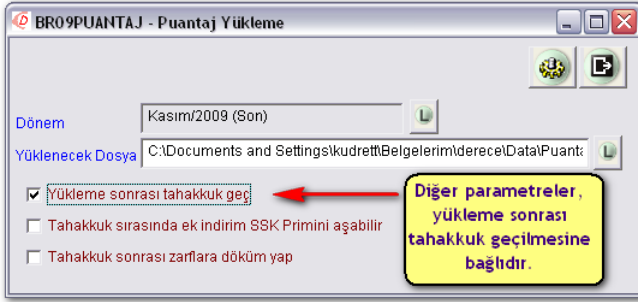 BR09PUANTAJ - Puantaj Yükleme
Dönem
Kasım/2009 (Son)
L
Yüklenecek Dosya
C:\Documents and Settings\kudrett\Belgelerim\derece\Data\Puanta
L
Yükleme sonrası tahakkuk geç
Tahakkuk sırasında ek indirim SSK Primini aşabilir
Tahakkuk sonrası zarflara döküm yap
Diğer parametreler,
yükleme sonrası
tahakkuk geçilmesine
bağlıdır.